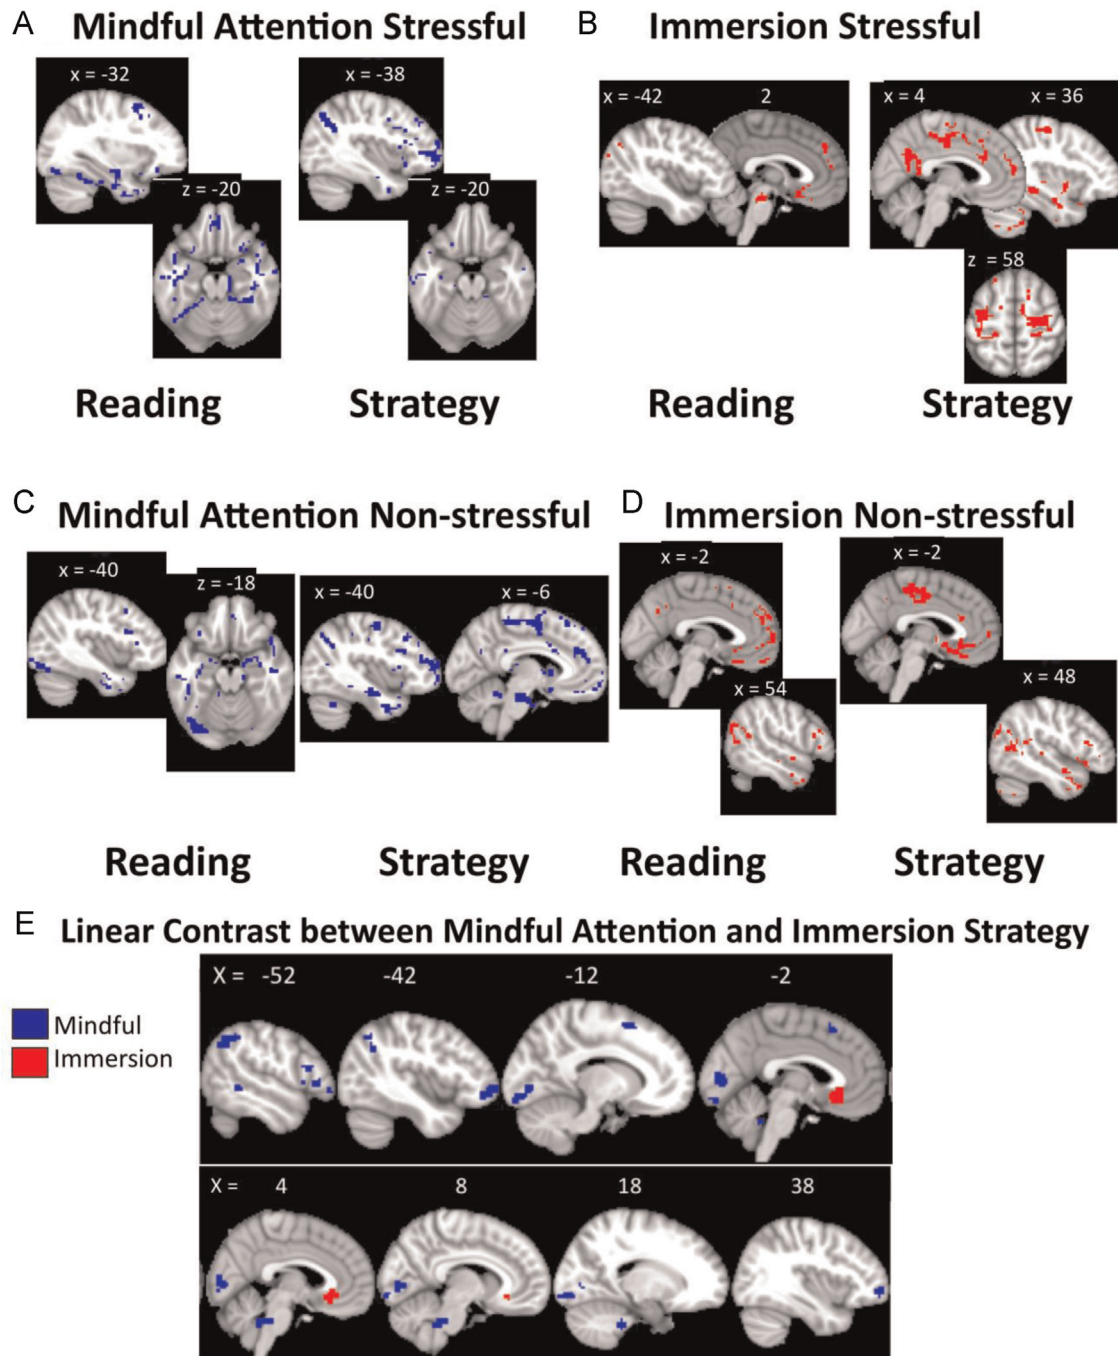 A Mindful Attention Stressful
x = -32
x = -38
z = -20
z = -20
Reading
Strategy
B Immersion Stressful
x = -42
2
x = 4
x = 36
z = 58
Reading
Strategy
C Mindful Attention Non-stressful
x = -40
z = -18
x = -40
x = -6
Reading
Strategy
D Immersion Non-stressful
x = -2
x = -2
x = 54
x = 48
Reading
Strategy
E Linear Contrast between Mindful Attention and Immersion Strategy
Mindful
Immersion
X = -52 -42 -12 -2
X = 4 8 18 38